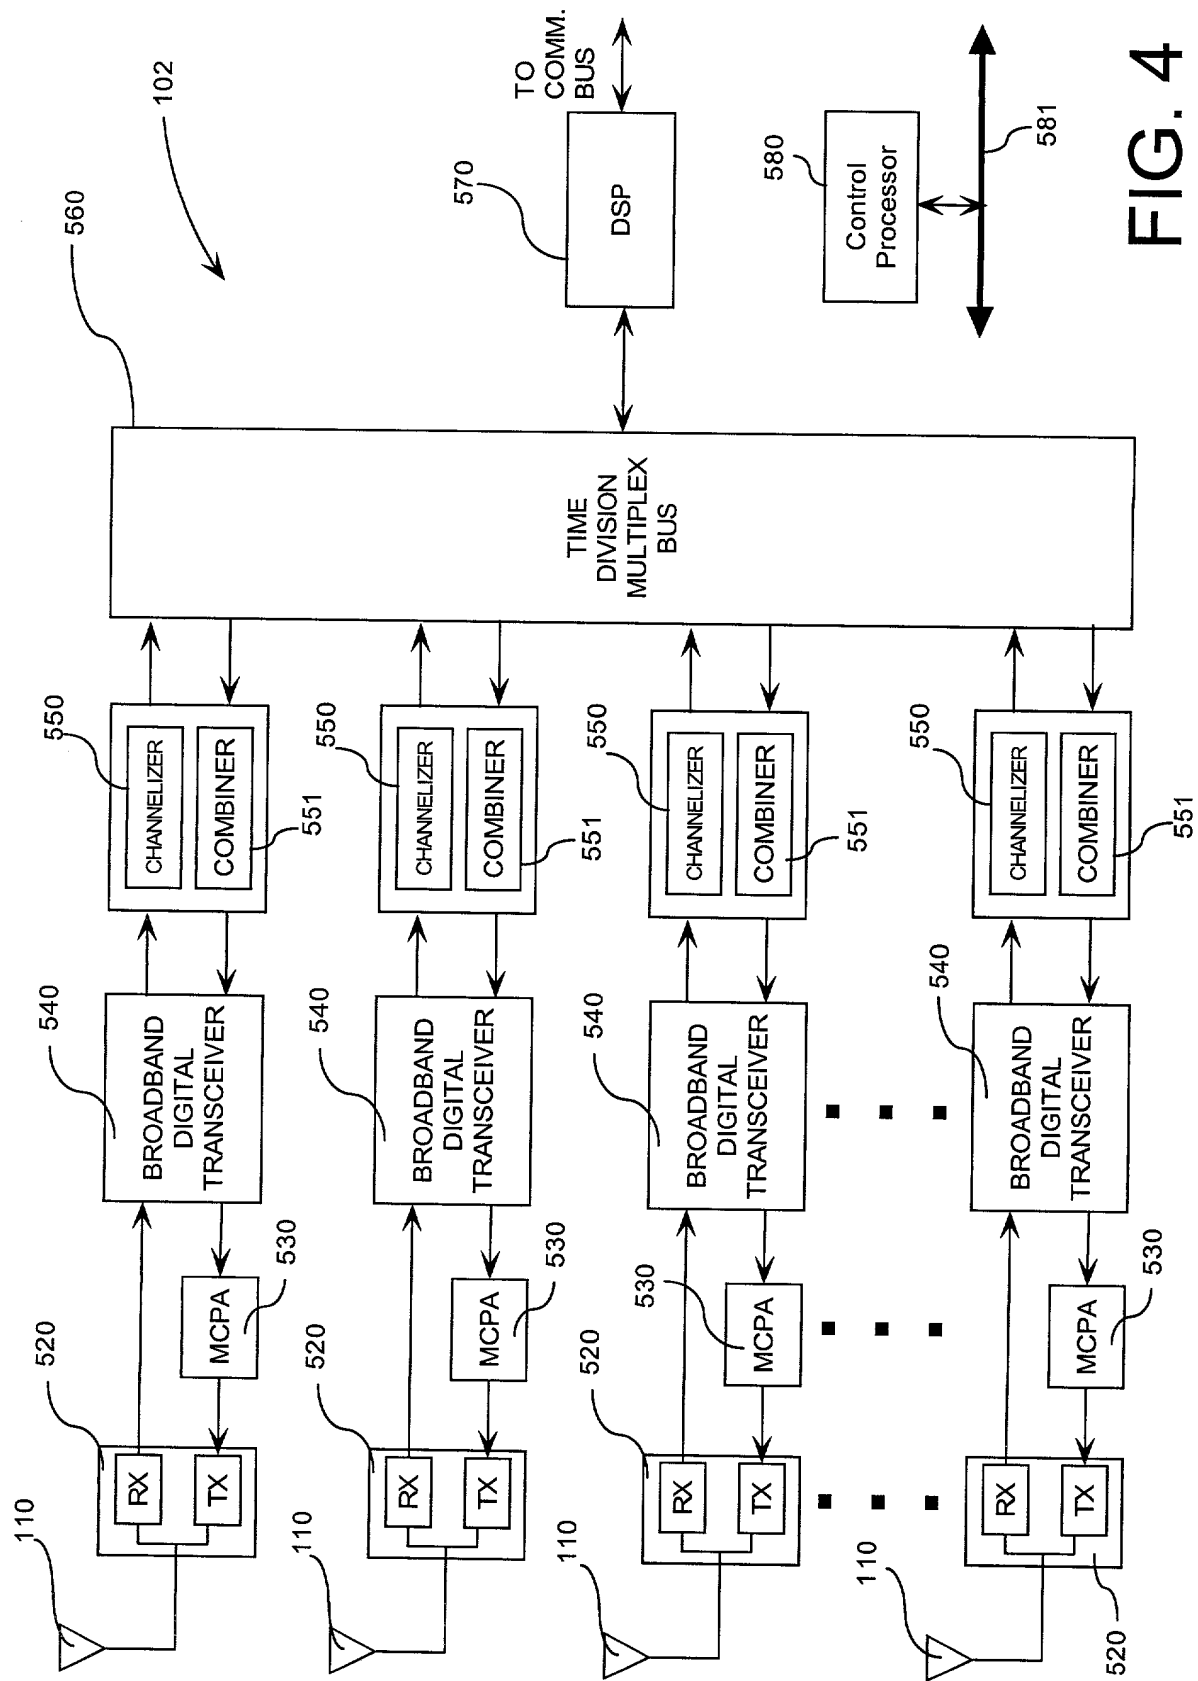 102
560
TO
COMM.
BUS
570
DSP
580
Control
Processor
581
TIME
DIVISION
MULTIPLEX
BUS
110
520
RX
TX
530
MCPA
540
BROADBAND
DIGITAL
TRANSCEIVER
550
CHANNELIZER
COMBINER
551
110
520
RX
TX
530
MCPA
540
BROADBAND
DIGITAL
TRANSCEIVER
550
CHANNELIZER
COMBINER
551
110
520
RX
TX
530
MCPA
540
BROADBAND
DIGITAL
TRANSCEIVER
550
CHANNELIZER
COMBINER
551
110
520
RX
TX
530
MCPA
540
BROADBAND
DIGITAL
TRANSCEIVER
550
CHANNELIZER
COMBINER
551
FIG. 4